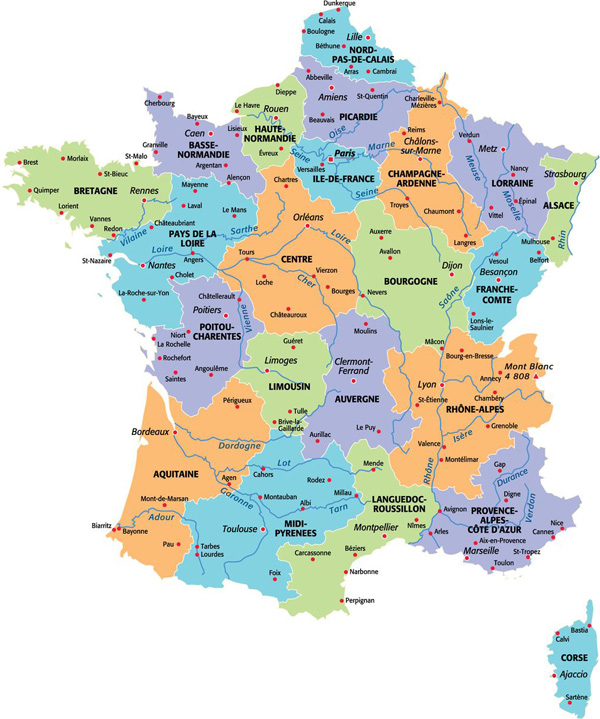 Dunkerque
Calais
Boulogne
Lille
Béthune
NORD-
PAS-DE-CALAIS
Arras
Cambrai
Abbeville
Dieppe
Amiens
St-Quentin
Charleville-
Mézières
Cherbourg
Le Havre
Rouen
Beauvais
PICARDIE
Oise
Bayeux
Caen
Lisieux
HAUTE-
NORMANDIE
Seine
Reims
Verdun
Metz
Granville
BASSE-
NORMANDIE
Évreux
Paris
Marne
Châlons-
sur-Marne
Meuse
Nancy
Strasbourg
Brest
Morlaix
St-Malo
Argentan
Versailles
ILE-DE-FRANCE
CHAMPAGNE-
ARDENNE
LORRAINE
Moselle
St-Bieuc
Alençon
Chartres
Seine
Épinal
ALSACE
Quimper
BRETAGNE
Rennes
Mayenne
Troyes
Chaumont
Vittel
Lorient
Laval
Le Mans
Orléans
Auxerre
Langres
Mulhouse
Rhin
Vannes
Châteaubriant
Sarthe
Loire
Avallon
Vesoul
Belfort
Redon
Vilaine
PAYS DE LA
LOIRE
Tours
CENTRE
Vierzon
Dijon
Besançon
St-Nazaire
Loire
Angers
Loche
Cher
Bourges
BOURGOGNE
FRANCHE-
COMTE
Nantes
Cholet
Nevers
Saône
La-Roche-sur-Yon
Châtellerault
Châteauroux
Lons-le-
Saulnier
Poitiers
Vienne
Moulins
Mâcon
Niort
POITOU-
CHARENTES
Guéret
Bourg-en-Bresse
Mont Blanc
4 808
La Rochelle
Rochefort
Limoges
Clermont-
Ferrand
Lyon
Annecy
Saintes
Angoulême
LIMOUSIN
AUVERGNE
St-Étienne
Chambéry
RHÔNE-ALPES
Périgueux
Tulle
Brive-la-
Gaillarde
Le Puy
Isère
Grenoble
Bordeaux
Dordogne
Aurillac
Valence
Lot
Mende
Montélimar
Gap
AQUITAINE
Agen
Cahors
Rodez
Rhône
Durance
Mont-de-Marsan
Garonne
Montauban
Millau
LANGUEDOC-
ROUSSILLON
Digne
Verdon
Adour
Albi
Tarn
Avignon
PROVENCE-
ALPES-
CÔTE D'AZUR
Biarritz
Bayonne
Toulouse
MIDI-
PYRENEES
Montpellier
Nîmes
Arles
Aix-en-Provence
Nice
Cannes
Pau
Tarbes
Lourdes
Carcassonne
Béziers
Marseille
St-Tropez
Toulon
Foix
Narbonne
Perpignan
Bastia
Calvi
CORSE
Ajaccio
Sartène